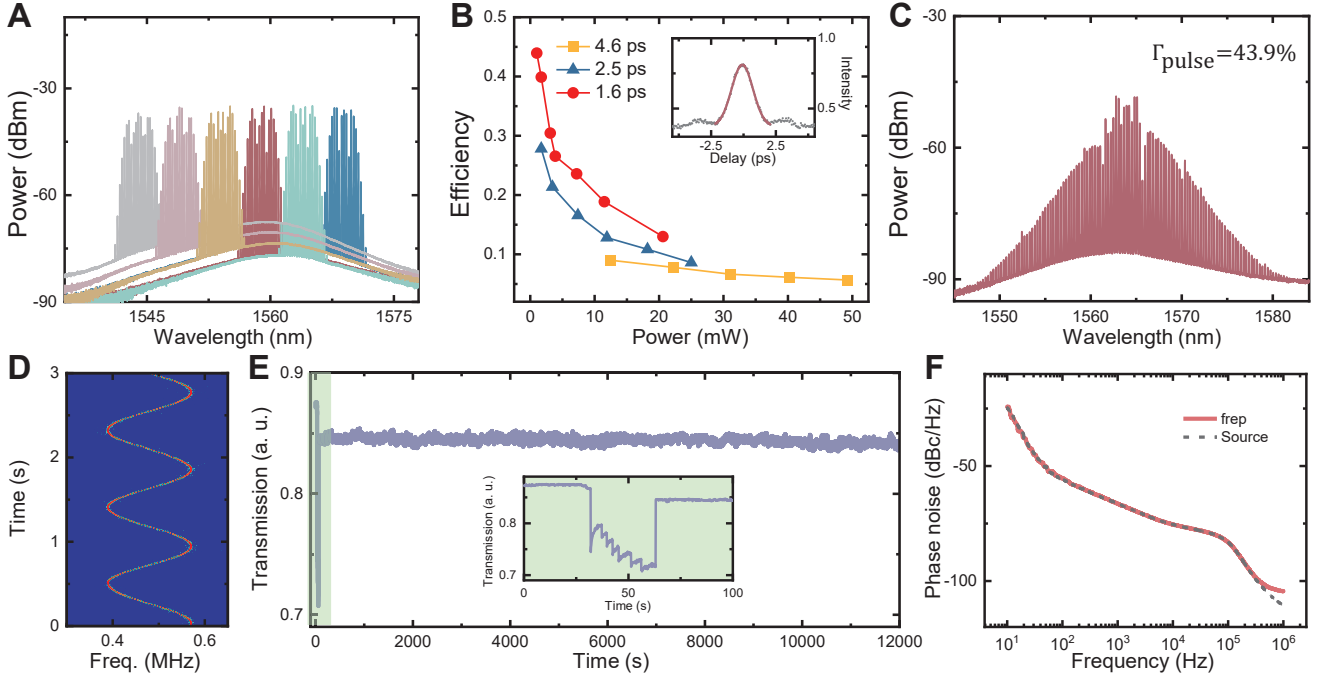 A
Power (dBm)
-30
-60
-90
1545
1560
1575
Wavelength (nm)
B
Efficiency
0.5
0.4
0.3
0.2
0.1
0
10
20
30
40
50
Power (mW)
4.6 ps
2.5 ps
1.6 ps
1.0
0.5
Intensity
-2.5
2.5
Delay (ps)
C
Power (dBm)
-30
-60
-90
1550
1560
1570
1580
Wavelength (nm)
Γpulse=43.9%
D
Time (s)
3
2
1
0
0.4
0.6
Freq. (MHz)
E
Transmission (a. u.)
0.9
0.8
0.7
0
2000
4000
6000
8000
10000
12000
Time (s)
Transmission (a. u.)
0.8
0.7
0
50
100
Time (s)
F
Phase noise (dBc/Hz)
-50
-100
10¹
10²
10³
10⁴
10⁵
10⁶
Frequency (Hz)
frep
Source